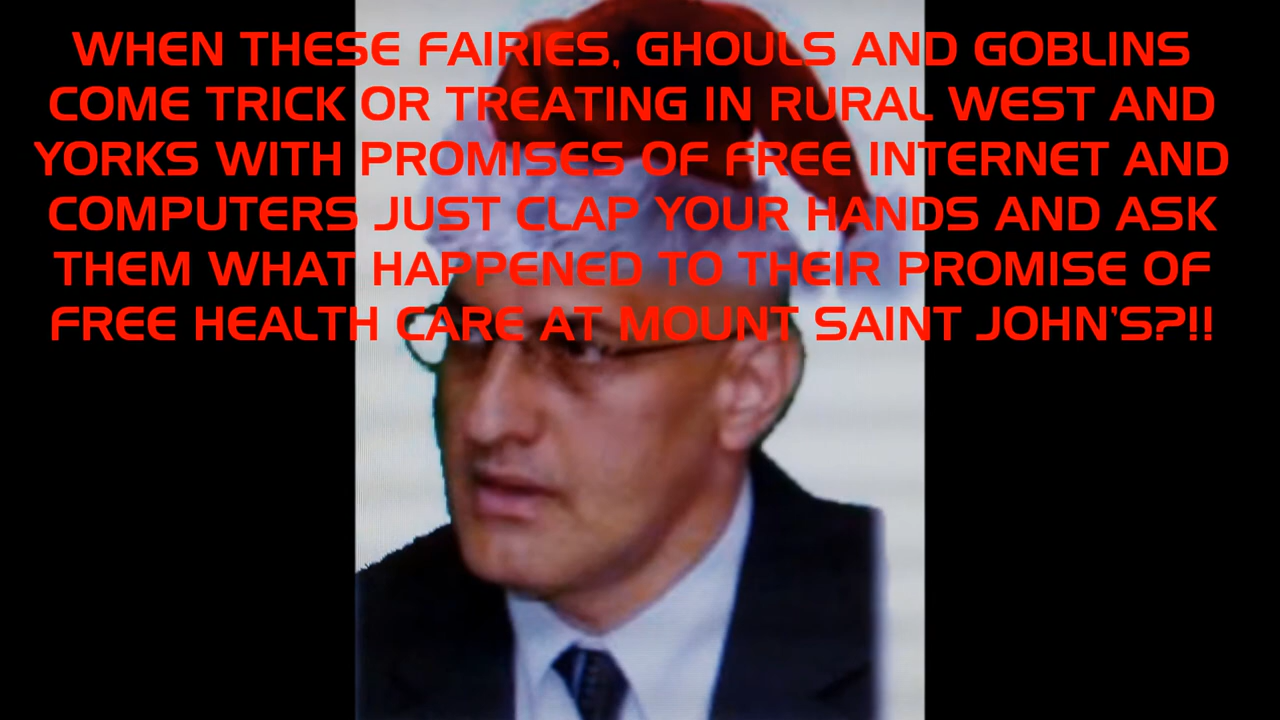 WHEN THESE FAIRIES, GHOULS AND GOBLINS
COME TRICK OR TREATING IN RURAL WEST AND
YORKS WITH PROMISES OF FREE INTERNET AND
COMPUTERS JUST CLAP YOUR HANDS AND ASK
THEM WHAT HAPPENED TO THEIR PROMISE OF
FREE HEALTH CARE AT MOUNT SAINT JOHN'S?!!